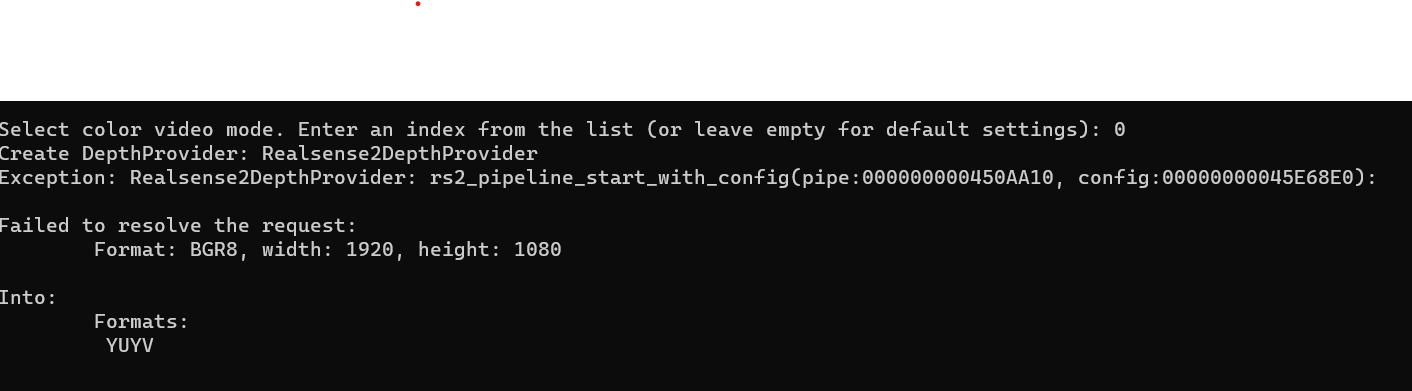 Select color video mode. Enter an index from the list (or leave empty for default settings): 0
Create DepthProvider: Realsense2DepthProvider
Exception: Realsense2DepthProvider: rs2_pipeline_start_with_config(pipe:000000000450AA10, config:00000000045E68E0):
Failed to resolve the request:
Format: BGR8, width: 1920, height: 1080
Into:
Formats:
YUYV